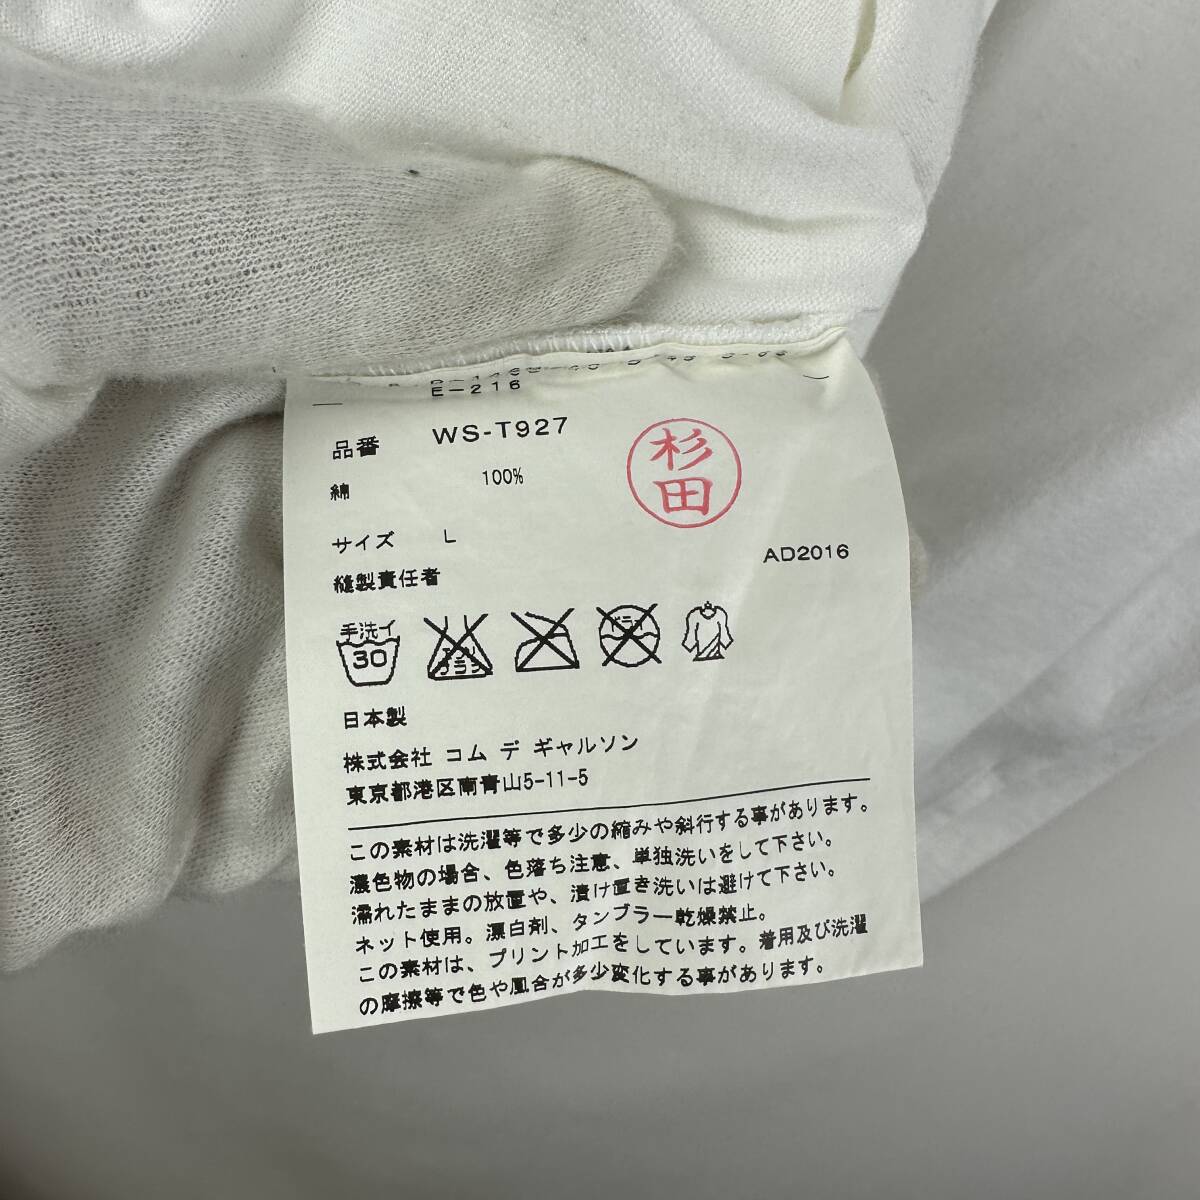 E-216
品番 WS-T927
綿 100%
杉田
サイズ L
AD2016
縫製責任者
手洗イ
30
エンソ
サラシ
ドライ
日本製
株式会社 コム デ ギャルソン
東京都港区南青山5-11-5
この素材は洗濯等で多少の縮みや斜行する事があります。
濃色物の場合、色落ち注意、単独洗いをして下さい。
濡れたままの放置や、漬け置き洗いは避けて下さい。
ネット使用。漂白剤、タンブラー乾燥禁止。
この素材は、プリント加工をしています。着用及び洗濯
の摩擦等で色や風合が多少変化する事があります。